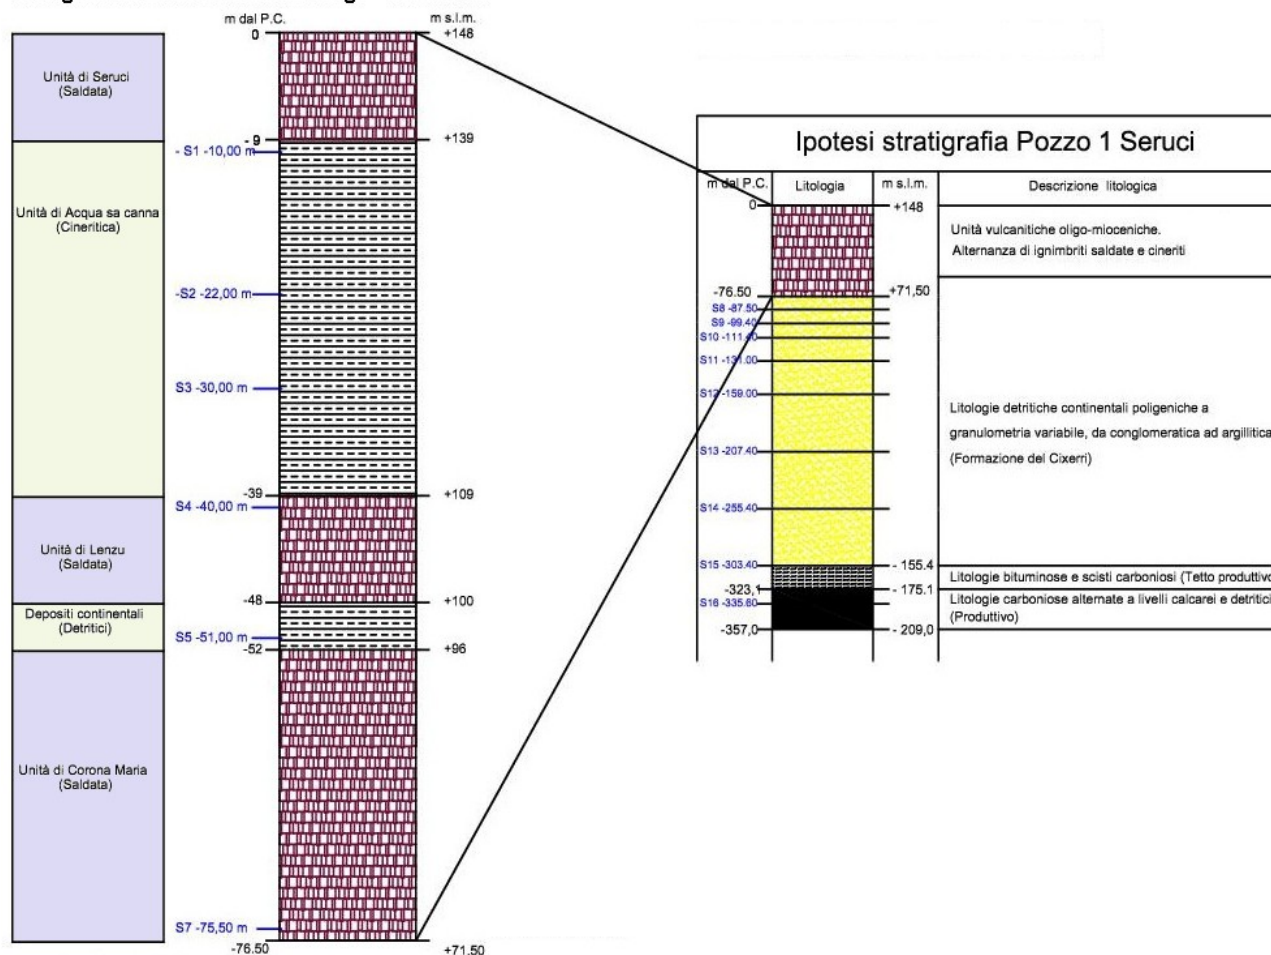 m dal P.C.
m s.l.m.
0
+148
Unità di Seruci
(Saldata)
-9
+139
- S1 -10,00 m
Unità di Acqua sa canna
(Cineritica)
-S2 -22,00 m
S3 -30,00 m
-39
+109
S4 -40,00 m
Unità di Lenzu
(Saldata)
-48
+100
Depositi continentali
(Detritici)
S5 -51,00 m
-52
+96
Unità di Corona Maria
(Saldata)
S7 -75,50 m
-76.50
+71.50
Ipotesi stratigrafia Pozzo 1 Seruci
m dal P.C.
Litologia
m s.l.m.
Descrizione litologica
0
+148
Unità vulcanitiche oligo-mioceniche.
Alternanza di ignimbriti saldate e cineriti
-76.50
+71,50
S8 -87.50
S9 -99.40
S10 -111.40
S11 -131.00
S12 -159.00
Litologie detritiche continentali poligeniche a
granulometria variabile, da conglomeratica ad argillitica
(Formazione del Cixerri)
S13 -207.40
S14 -255.40
S15 -303.40
- 155.4
Litologie bituminose e scisti carboniosi (Tetto produttivo
-323,1
- 175.1
Litologie carboniose alternate a livelli calcarei e detritici
(Produttivo)
S16 -335.60
-357,0
- 209,0